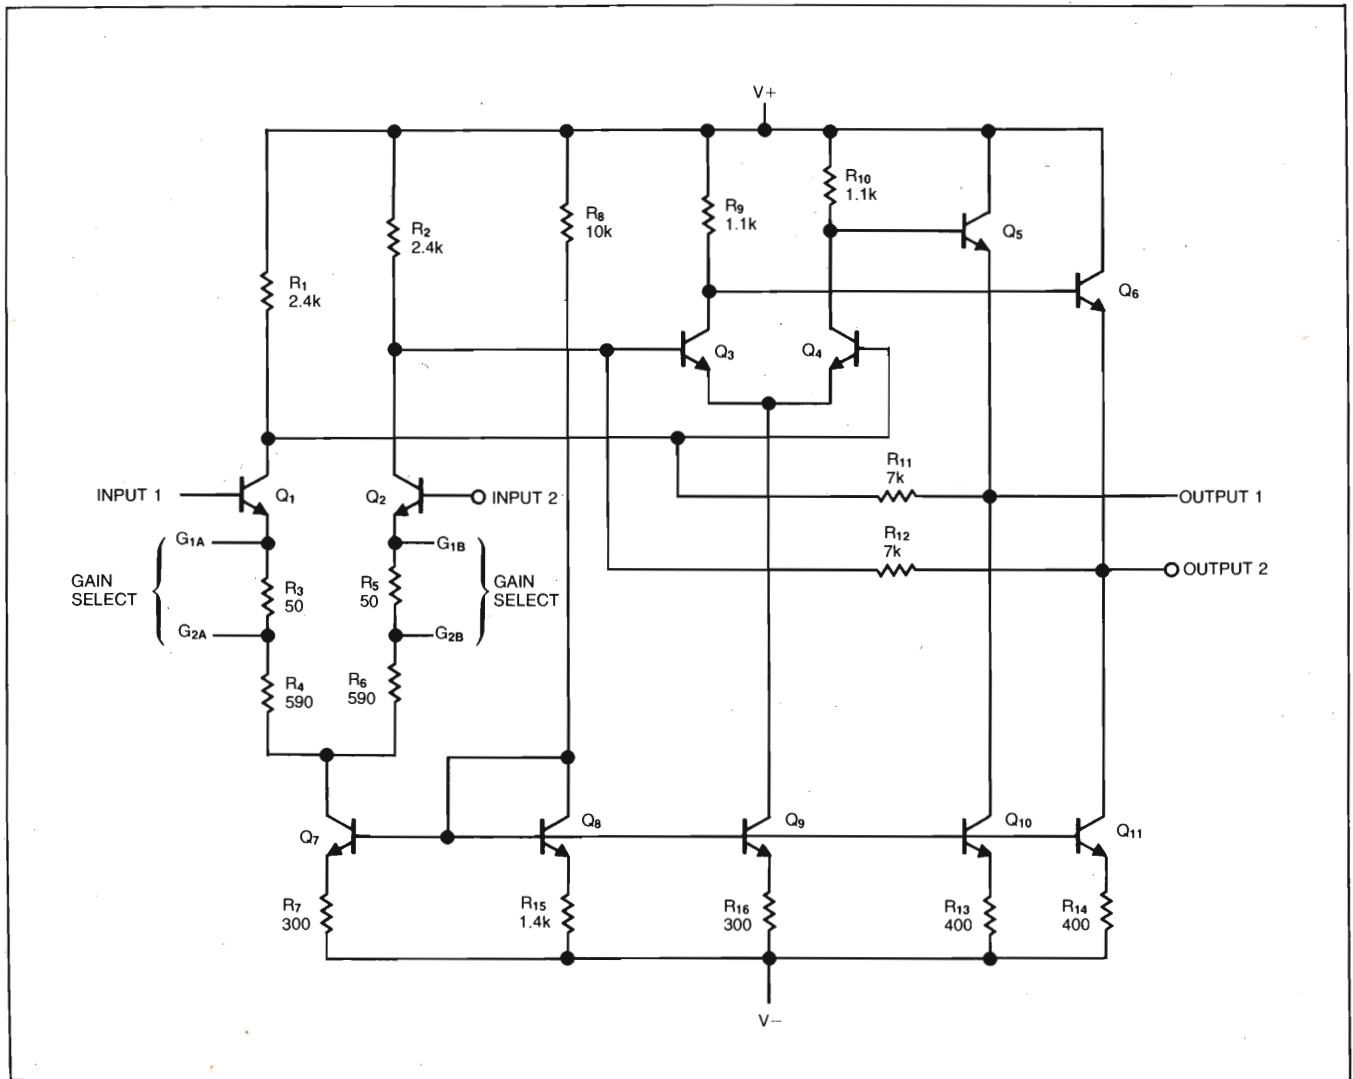 V+
R10
1.1k
R8
10k
R9
1.1k
Q5
R2
2.4k
R1
2.4k
Q6
Q3
Q4
R11
7k
INPUT 1
Q1
Q2
INPUT 2
OUTPUT 1
R12
7k
G1A
G1B
OUTPUT 2
GAIN
SELECT
R3
50
R5
50
GAIN
SELECT
G2A
G2B
R4
590
R6
590
Q7
Q8
Q9
Q10
Q11
R7
300
R15
1.4k
R16
300
R13
400
R14
400
V−